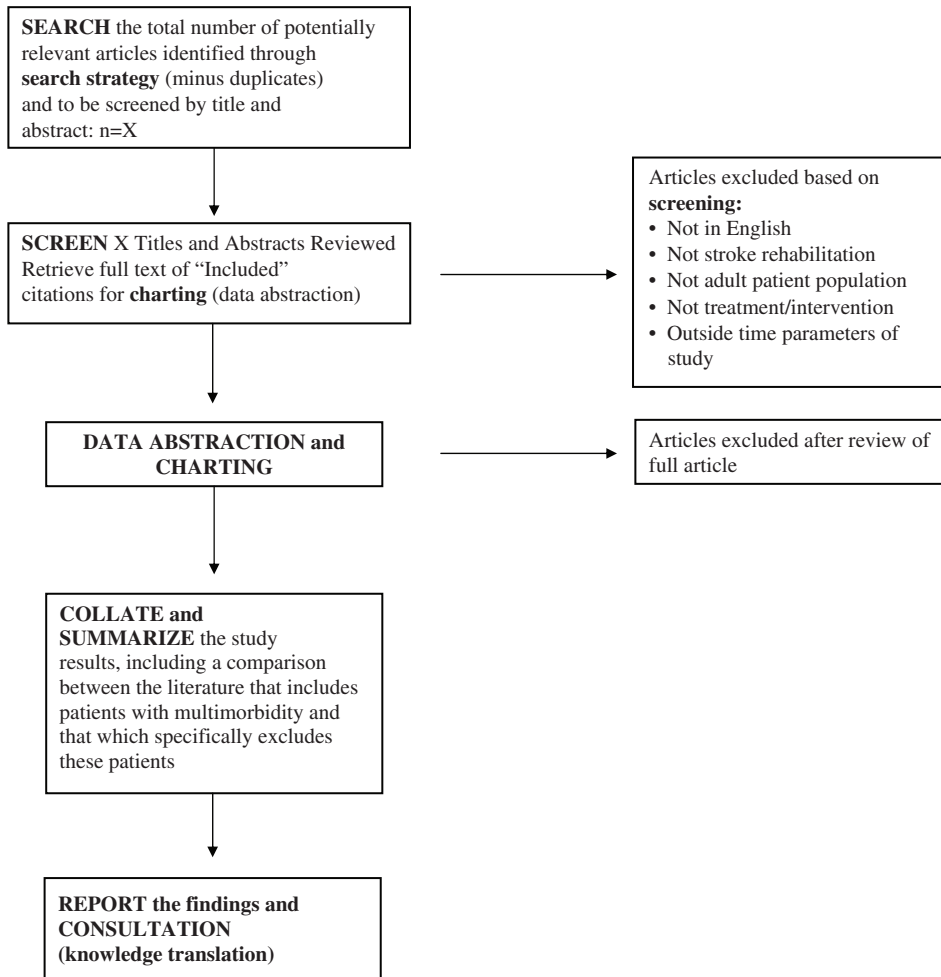 SEARCH the total number of potentially
relevant articles identified through
search strategy (minus duplicates)
and to be screened by title and
abstract: n=X
SCREEN X Titles and Abstracts Reviewed
Retrieve full text of “Included”
citations for charting (data abstraction)
Articles excluded based on
screening:
• Not in English
• Not stroke rehabilitation
• Not adult patient population
• Not treatment/intervention
• Outside time parameters of
study
DATA ABSTRACTION and
CHARTING
Articles excluded after review of
full article
COLLATE and
SUMMARIZE the study
results, including a comparison
between the literature that includes
patients with multimorbidity and
that which specifically excludes
these patients
REPORT the findings and
CONSULTATION
(knowledge translation)